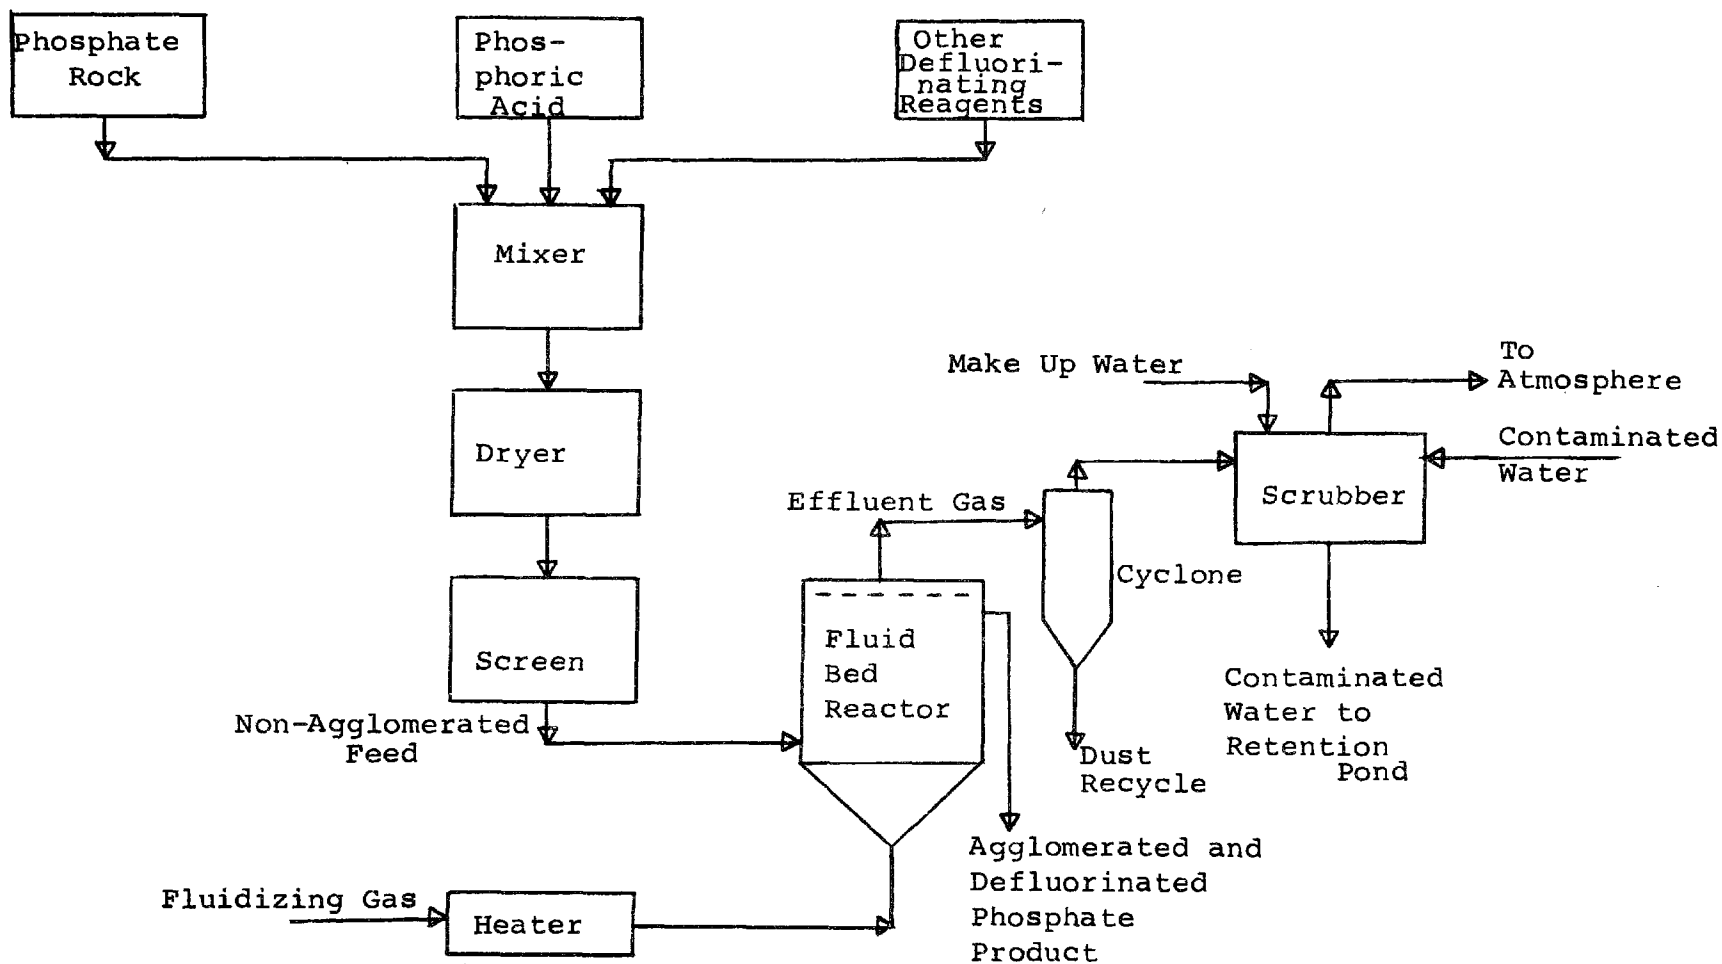 Phosphate
Rock
Phos-
phoric
Acid
Other
Defluori-
nating
Reagents
Mixer
Dryer
Screen
Non-Agglomerated
Feed
Fluidizing Gas
Heater
Fluid
Bed
Reactor
Effluent Gas
Cyclone
Dust
Recycle
Agglomerated and
Defluorinated
Phosphate
Product
Make Up Water
To
Atmosphere
Contaminated
Water
Scrubber
Contaminated
Water to
Retention
Pond